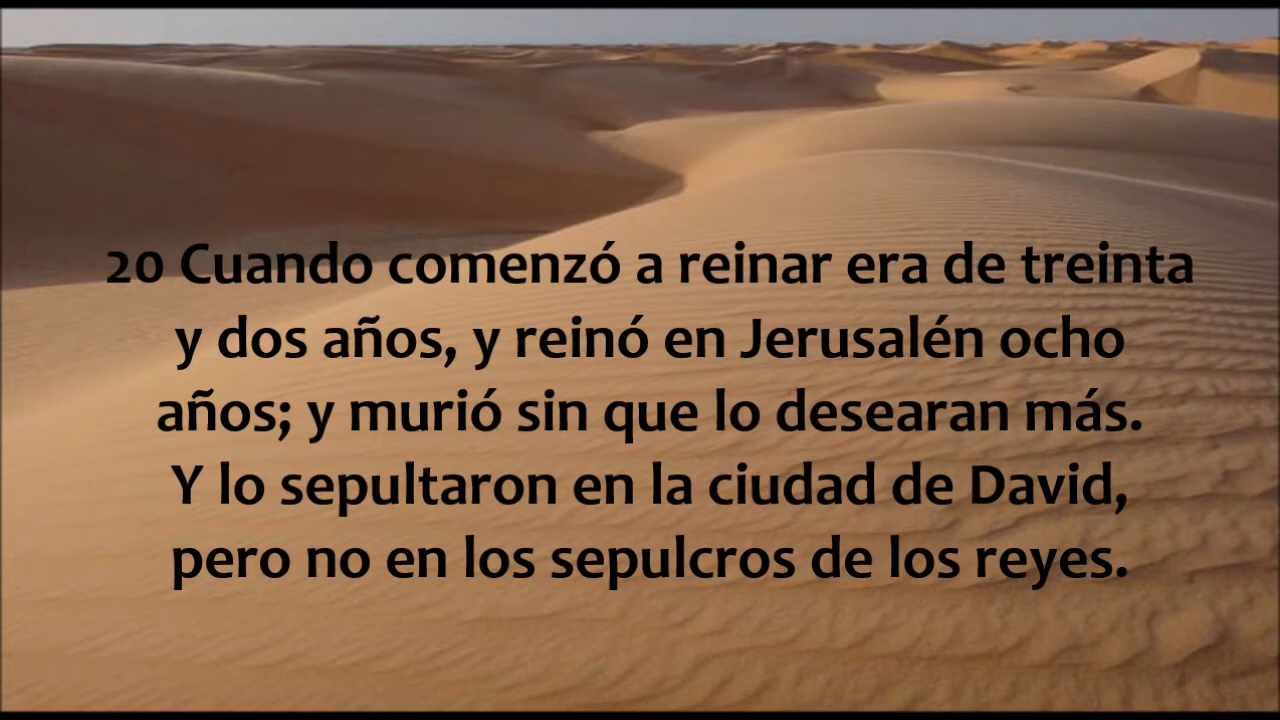 20 Cuando comenzó a reinar era de treinta
y dos años, y reinó en Jerusalén ocho
años; y murió sin que lo desearan más.
Y lo sepultaron en la ciudad de David,
pero no en los sepulcros de los reyes.